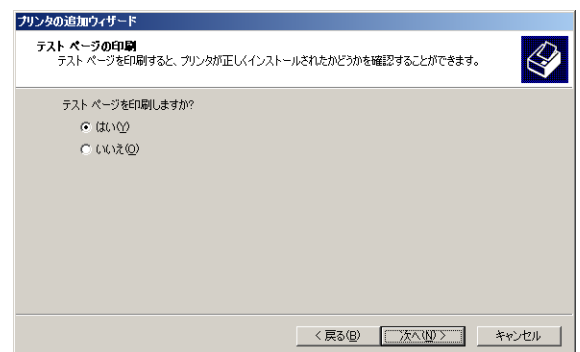 プリンタの追加ウィザード
テスト ページの印刷
テスト ページを印刷すると、プリンタが正しくインストールされたかどうかを確認することができます。
テスト ページを印刷しますか?
はい(Y)
いいえ(O)
< 戻る(B) 次へ(N) > キャンセル